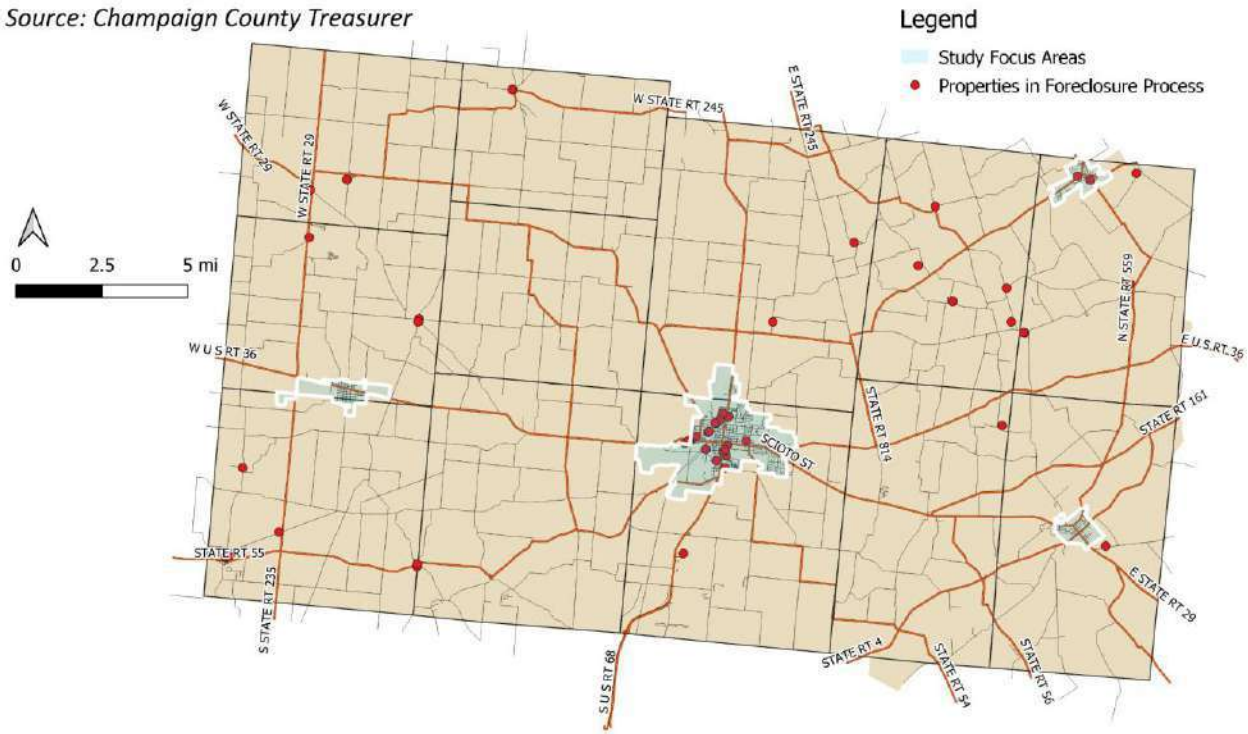 Source: Champaign County Treasurer
Legend
Study Focus Areas
Properties in Foreclosure Process
0 2.5 5 mi
W STATE RT 29
W STATE RT 29
W STATE RT 245
E STATE RT 245
N STATE RT 559
E U.S.RT. 36
W U S RT 36
STATE RT 161
STATE RT 814
SCIOTO ST
STATE RT 55
S STATE RT 235
E STATE RT 29
STATE RT 4
STATE RT 54
STATE RT 56
S U S RT 68